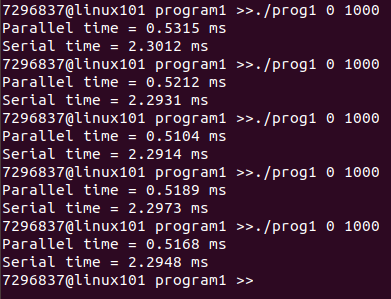 7296837@linux101 program1 >>./prog1 0 1000
Parallel time = 0.5315 ms
Serial time = 2.3012 ms
7296837@linux101 program1 >>./prog1 0 1000
Parallel time = 0.5212 ms
Serial time = 2.2931 ms
7296837@linux101 program1 >>./prog1 0 1000
Parallel time = 0.5104 ms
Serial time = 2.2914 ms
7296837@linux101 program1 >>./prog1 0 1000
Parallel time = 0.5189 ms
Serial time = 2.2973 ms
7296837@linux101 program1 >>./prog1 0 1000
Parallel time = 0.5168 ms
Serial time = 2.2948 ms
7296837@linux101 program1 >>